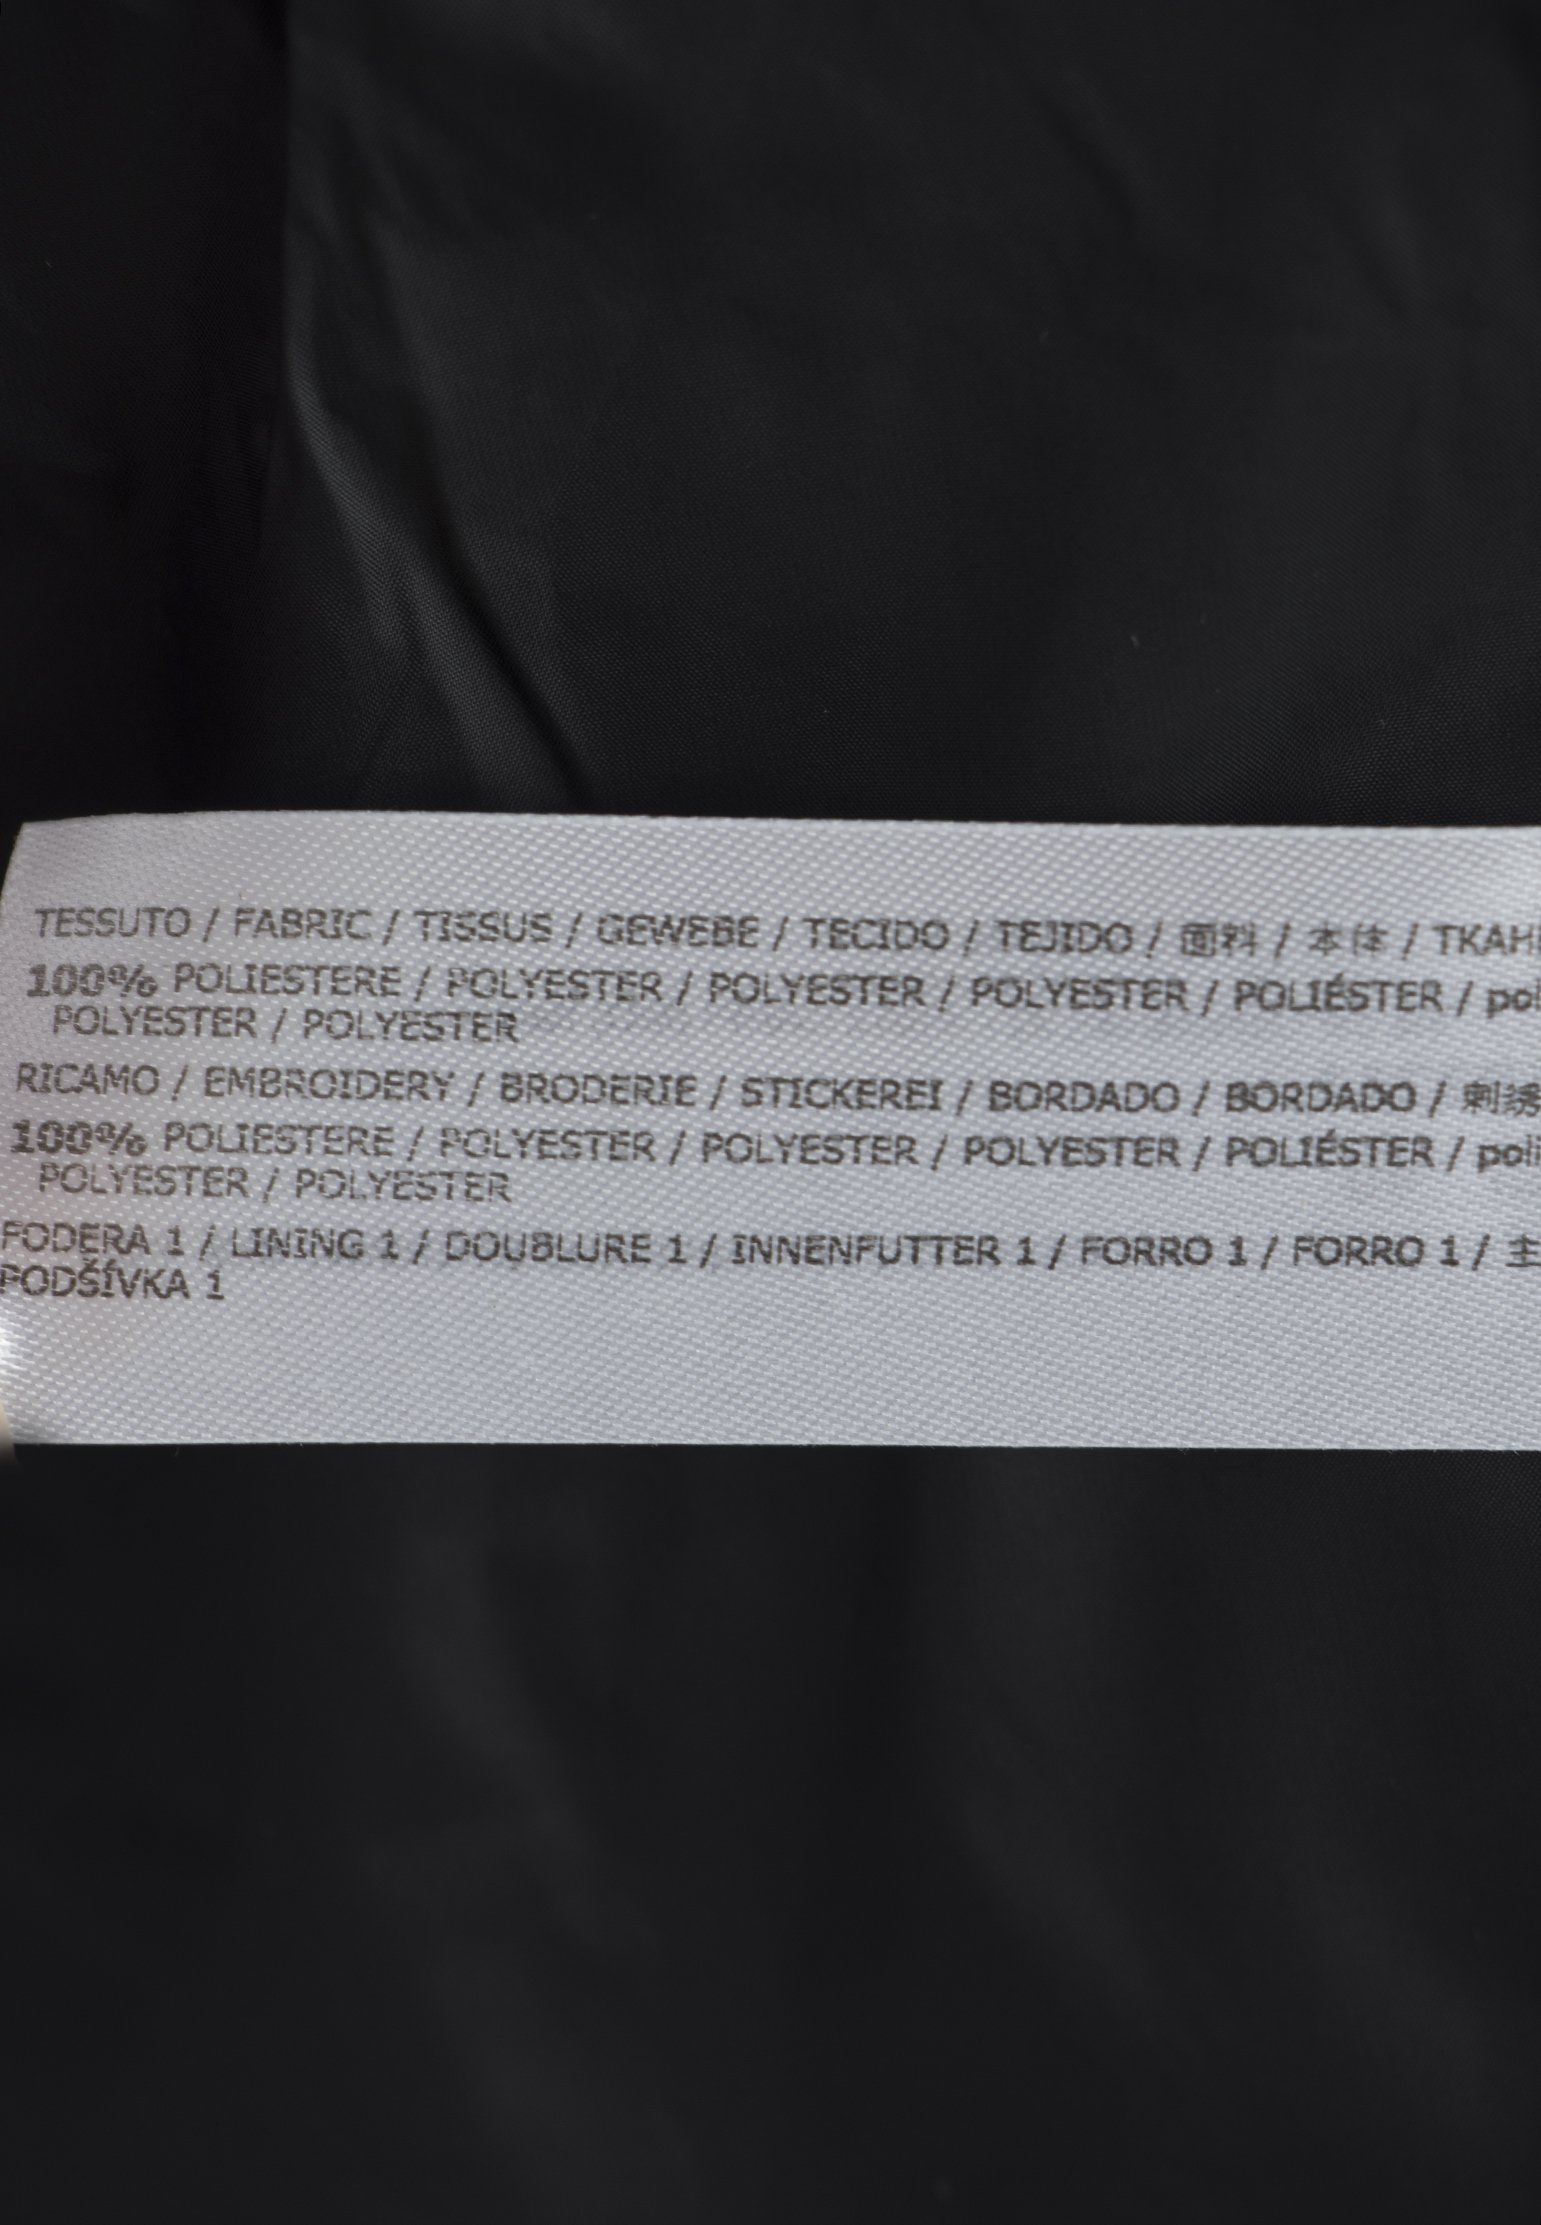 TESSUTO / FABRIC / TISSUS / GEWEBE / TECIDO / TEJIDO / 面料 / 本体 / TKAH
100% POLIESTERE / POLYESTER / POLYESTER / POLYESTER / POLIÉSTER / pol
POLYESTER / POLYESTER
RICAMO / EMBROIDERY / BRODERIE / STICKEREI / BORDADO / BORDADO / 刺绣
100% POLIESTERE / POLYESTER / POLYESTER / POLYESTER / POLIÉSTER / poli
POLYESTER / POLYESTER
FODERA 1 / LINING 1 / DOUBLURE 1 / INNENFUTTER 1 / FORRO 1 / FORRO 1 / 主
PODŠÍVKA 1